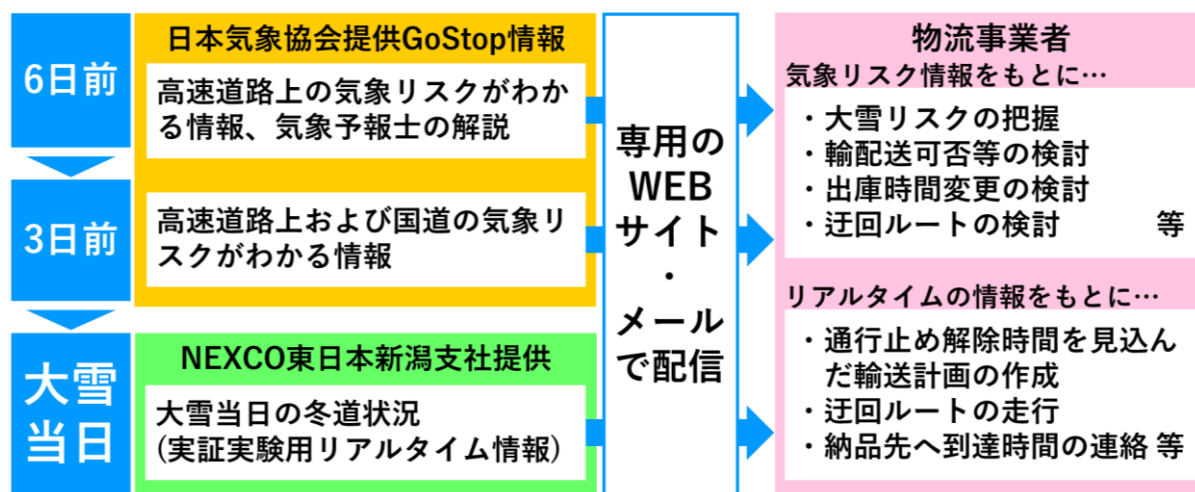 6日前
日本気象協会提供GoStop情報
高速道路上の気象リスクがわか
る情報、気象予報士の解説
3日前
高速道路上および国道の気象リ
スクがわかる情報
大雪
当日
NEXCO東日本新潟支社提供
大雪当日の冬道状況
(実証実験用リアルタイム情報)
専用の
WEB
サイト
・
メール
で配信
物流事業者
気象リスク情報をもとに…
・大雪リスクの把握
・輸配送可否等の検討
・出庫時間変更の検討
・迂回ルートの検討 等
リアルタイムの情報をもとに…
・通行止め解除時間を見込ん
だ輸送計画の作成
・迂回ルートの走行
・納品先へ到達時間の連絡 等